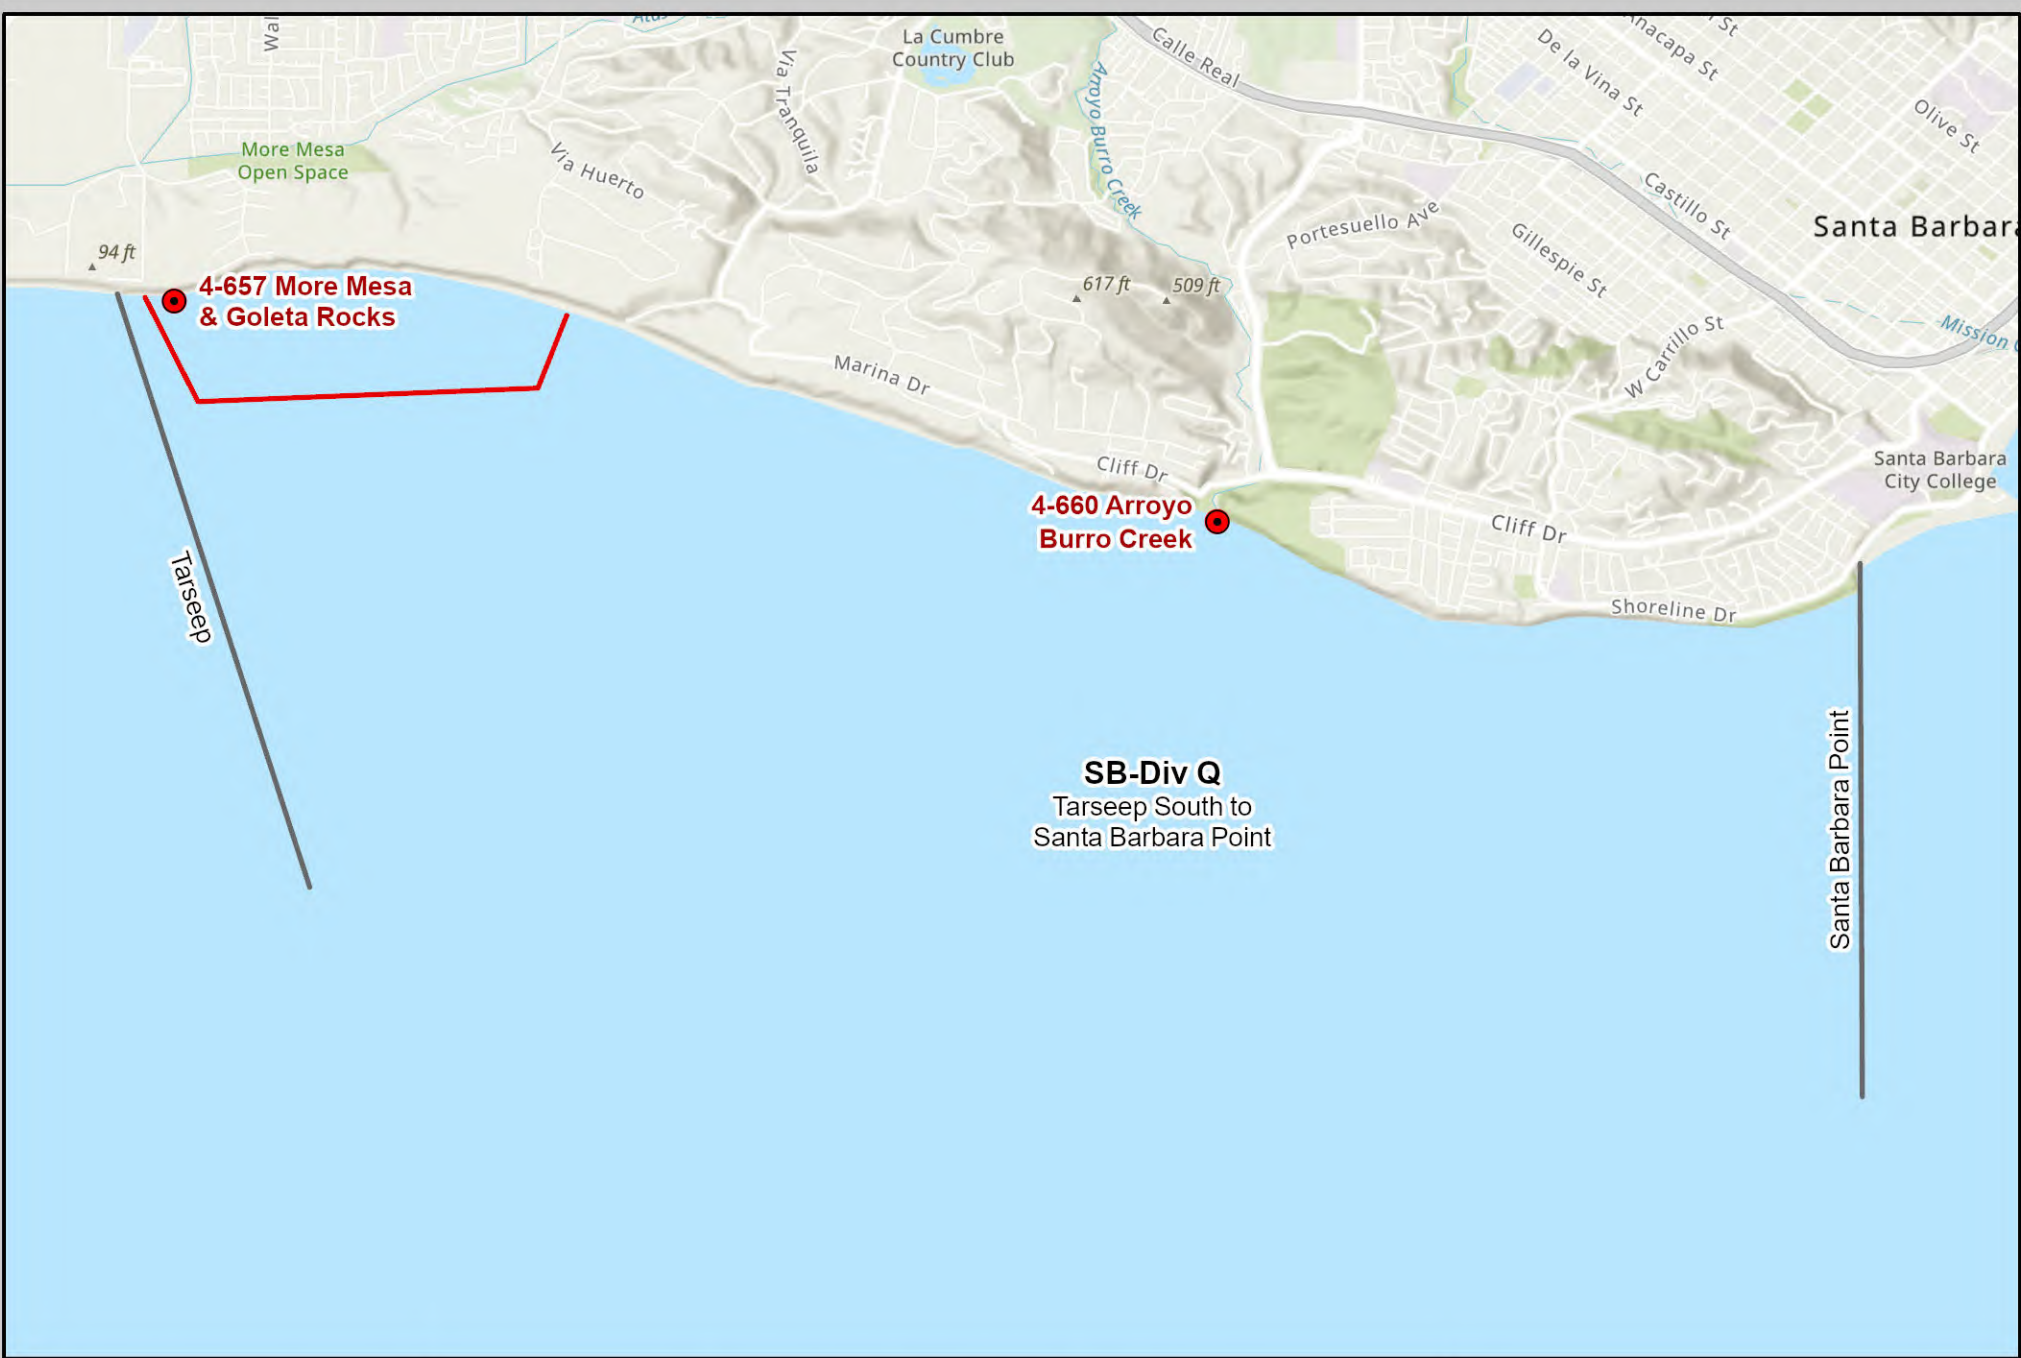 Wal
La Cumbre
Country Club
Calle Real
Arroyo Burro Creek
Via Tranquila
De la Vina St
Anacapa St
St
Olive St
More Mesa
Open Space
Via Huerto
Castillo St
Portesuello Ave
Gillespie St
Santa Barbara
94 ft
4-657 More Mesa
& Goleta Rocks
617 ft
509 ft
Mission
W Carrillo St
Marina Dr
Cliff Dr
Santa Barbara
City College
4-660 Arroyo
Burro Creek
Cliff Dr
Shoreline Dr
Tarseep
SB-Div Q
Tarseep South to
Santa Barbara Point
Santa Barbara Point